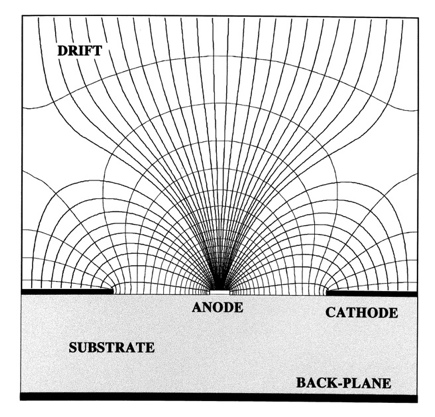 DRIFT
ANODE
CATHODE
SUBSTRATE
BACK-PLANE